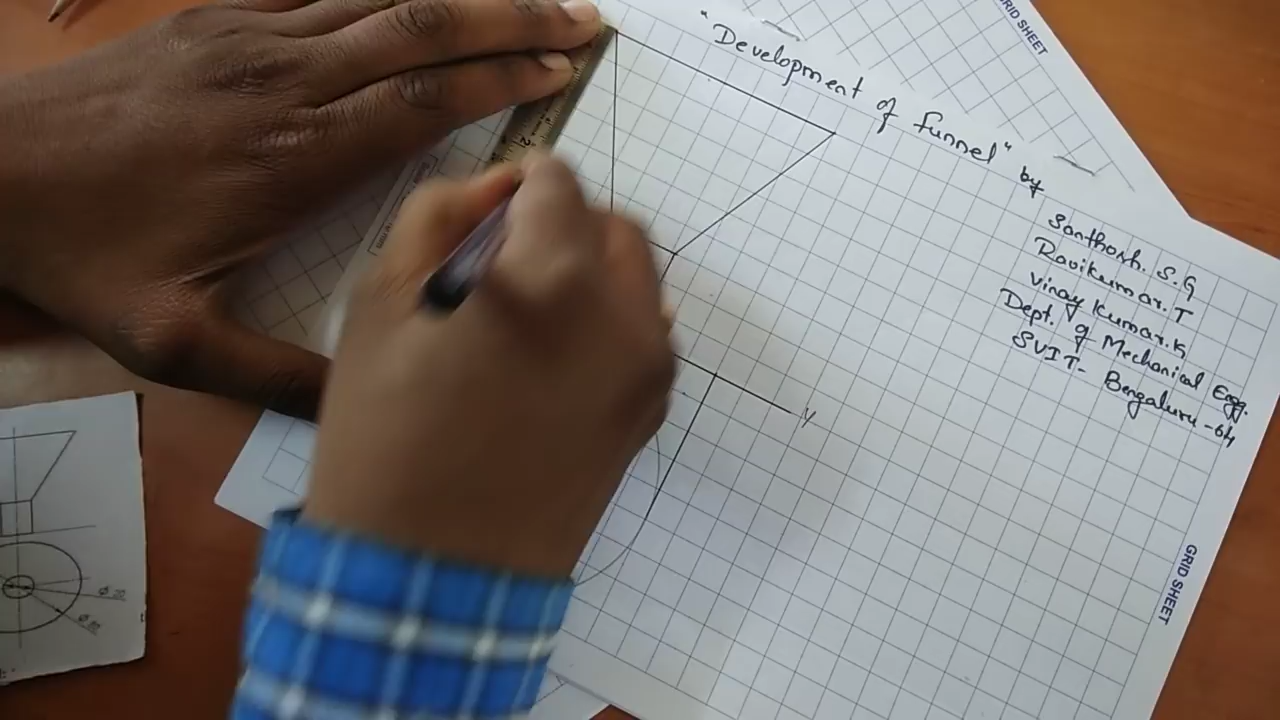 "Development of funnel" by
Santhosh. S.G
Ravikumar. T
Vinay Kumar. K
Dept. of Mechanical Engg.
SVIT- Bengaluru -64
GRID SHEET
GRID SHEET
y